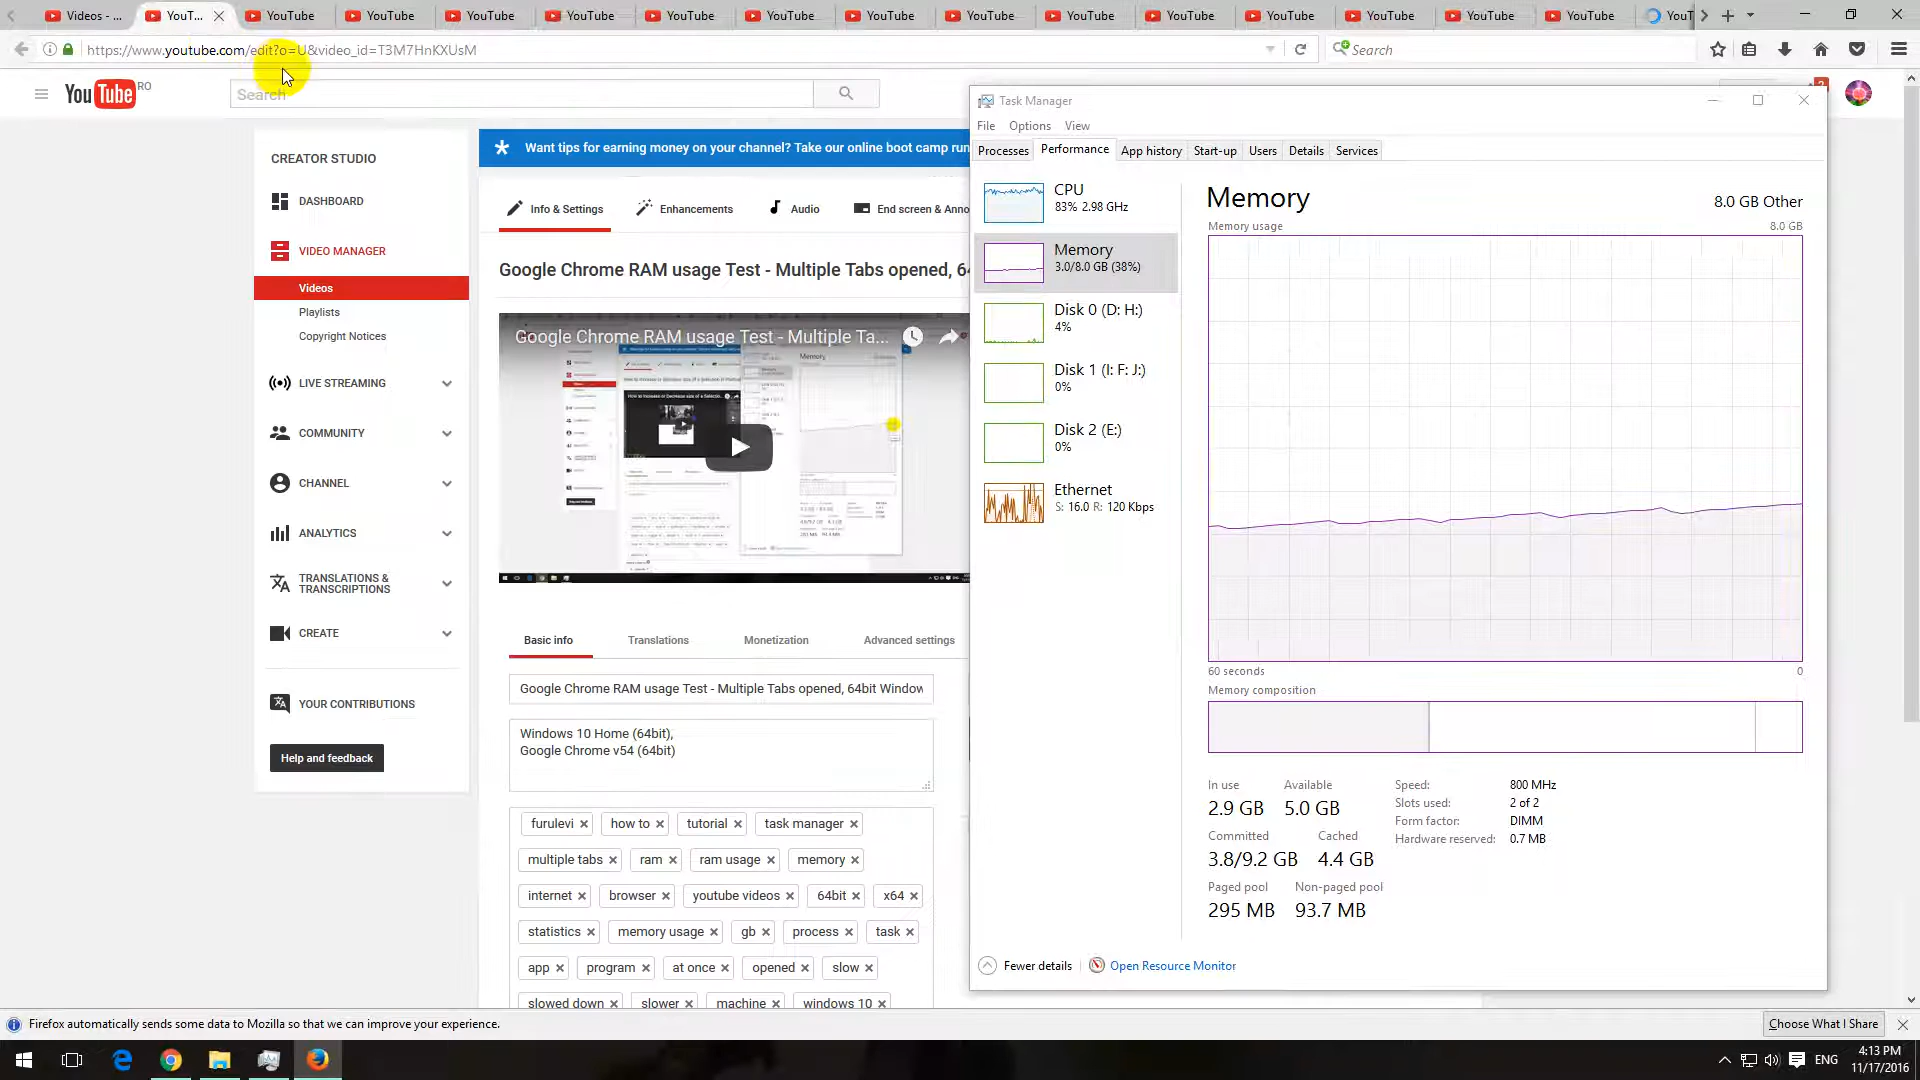 Videos - ...
YouT...
YouTube
YouTube
YouTube
YouTube
YouTube
YouTube
YouTube
YouTube
YouTube
YouTube
YouTube
YouTube
YouTube
YouTube
YouT
https://www.youtube.com/edit?o=U&video_id=T3M7HnKXUsM
Search
YouTube RO
Search
2
CREATOR STUDIO
DASHBOARD
VIDEO MANAGER
Videos
Playlists
Copyright Notices
LIVE STREAMING
COMMUNITY
CHANNEL
ANALYTICS
TRANSLATIONS &
TRANSCRIPTIONS
CREATE
YOUR CONTRIBUTIONS
Help and feedback
Want tips for earning money on your channel? Take our online boot camp run
Info & Settings
Enhancements
Audio
End screen & Anno
Google Chrome RAM usage Test - Multiple Tabs opened, 64
Google Chrome RAM usage Test - Multiple Ta...
Memory
Basic info
Translations
Monetization
Advanced settings
Google Chrome RAM usage Test - Multiple Tabs opened, 64bit Window
Windows 10 Home (64bit),
Google Chrome v54 (64bit)
furulevi × how to × tutorial × task manager ×
multiple tabs × ram × ram usage × memory ×
internet × browser × youtube videos × 64bit × x64 ×
statistics × memory usage × gb × process × task ×
app × program × at once × opened × slow ×
slowed down × slower × machine × windows 10 ×
Task Manager
File Options View
Processes Performance App history Start-up Users Details Services
CPU
83% 2.98 GHz
Memory
3.0/8.0 GB (38%)
Disk 0 (D: H:)
4%
Disk 1 (I: F: J:)
0%
Disk 2 (E:)
0%
Ethernet
S: 16.0 R: 120 Kbps
Memory
8.0 GB Other
Memory usage
8.0 GB
60 seconds
0
Memory composition
In use
2.9 GB
Available
5.0 GB
Committed
3.8/9.2 GB
Cached
4.4 GB
Paged pool
295 MB
Non-paged pool
93.7 MB
Speed: 800 MHz
Slots used: 2 of 2
Form factor: DIMM
Hardware reserved: 0.7 MB
Fewer details
Open Resource Monitor
Firefox automatically sends some data to Mozilla so that we can improve your experience.
Choose What I Share
ENG
4:13 PM
11/17/2016